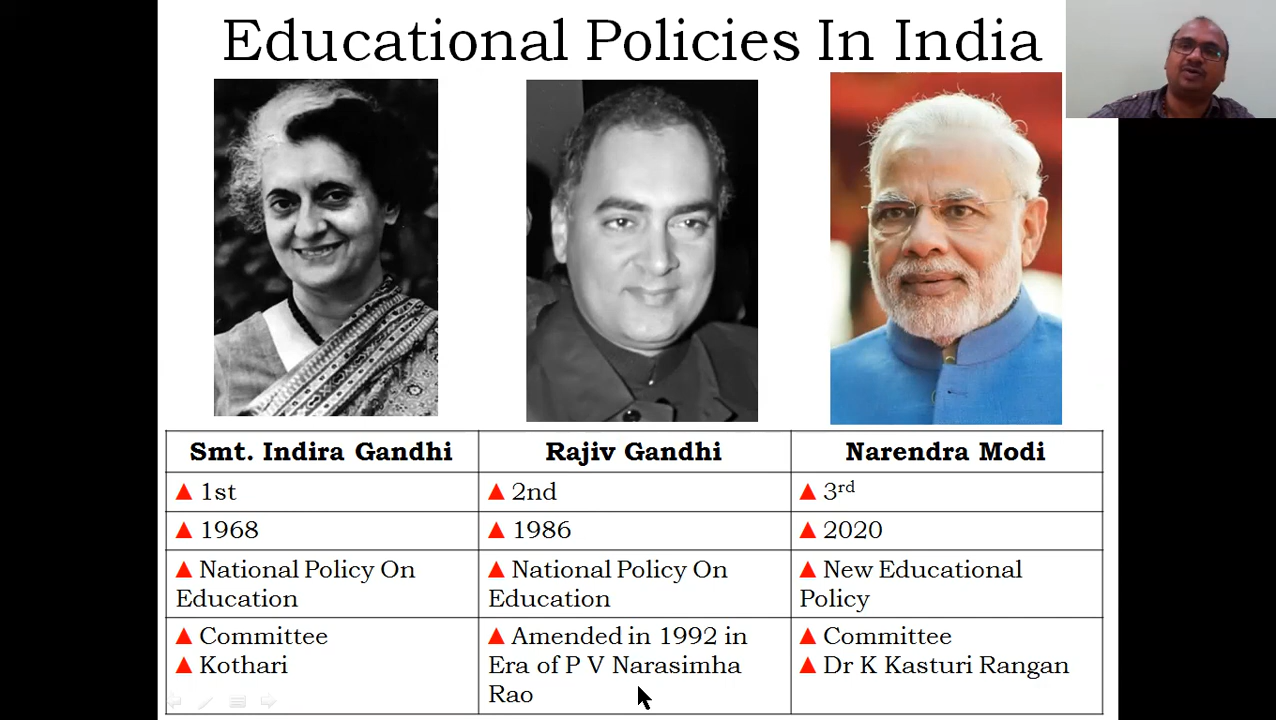 Educational Policies In India
Smt. Indira Gandhi
Rajiv Gandhi
Narendra Modi
▲ 1st
▲ 2nd
▲ 3rd
▲ 1968
▲ 1986
▲ 2020
▲ National Policy On
Education
▲ National Policy On
Education
▲ New Educational
Policy
▲ Committee
▲ Kothari
▲ Amended in 1992 in
Era of P V Narasimha
Rao
▲ Committee
▲ Dr K Kasturi Rangan